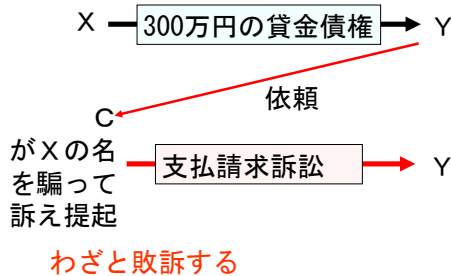 X 300万円の貸金債権 Y
依頼
C
がXの名
を騙って
訴え提起
支払請求訴訟 Y
わざと敗訴する